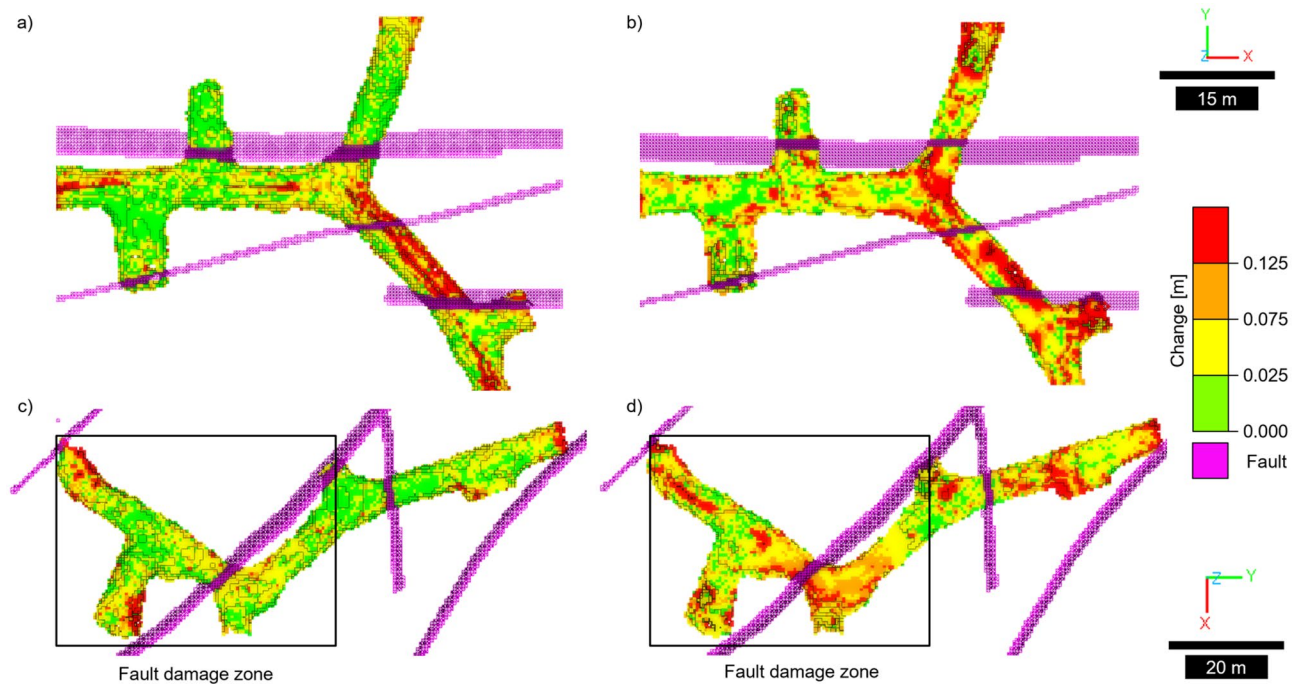 a)
b)
Y
Z
X
15 m
Change [m]
0.125
0.075
0.025
0.000
Fault
c)
d)
Z
Y
X
20 m
Fault damage zone
Fault damage zone